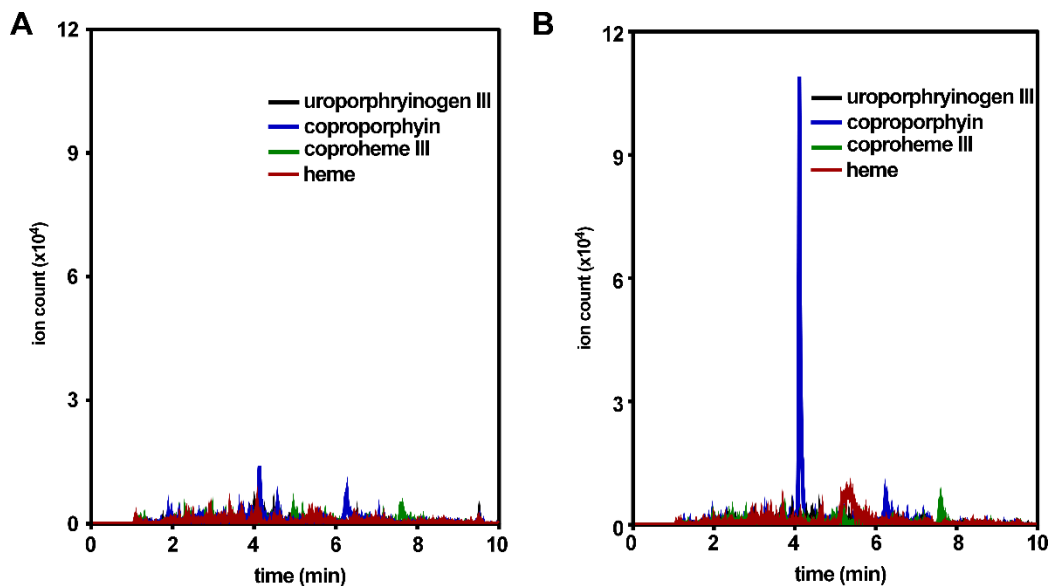 A
12
9
6
3
0
ion count (x10⁴)
uroporphryinogen III
coproporphyin
coproheme III
heme
0 2 4 6 8 10
time (min)
B
12
9
6
3
0
ion count (x10⁴)
uroporphryinogen III
coproporphyin
coproheme III
heme
0 2 4 6 8 10
time (min)